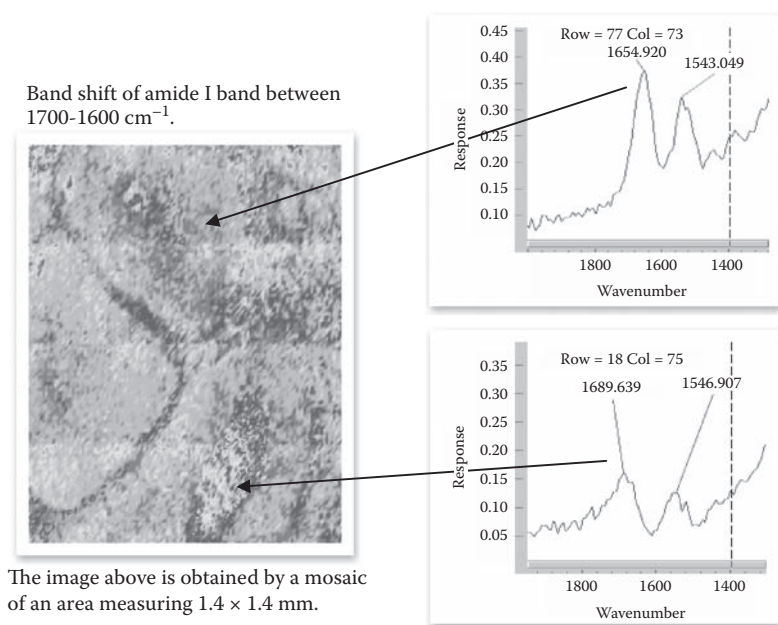 Band shift of amide I band between
1700-1600 cm⁻¹.
The image above is obtained by a mosaic
of an area measuring 1.4 × 1.4 mm.
Row = 77 Col = 73
1654.920
1543.049
Response
0.45
0.40
0.35
0.30
0.25
0.20
0.15
0.10
1800 1600 1400
Wavenumber
Row = 18 Col = 75
1689.639
1546.907
Response
0.35
0.30
0.25
0.20
0.15
0.10
0.05
1800 1600 1400
Wavenumber